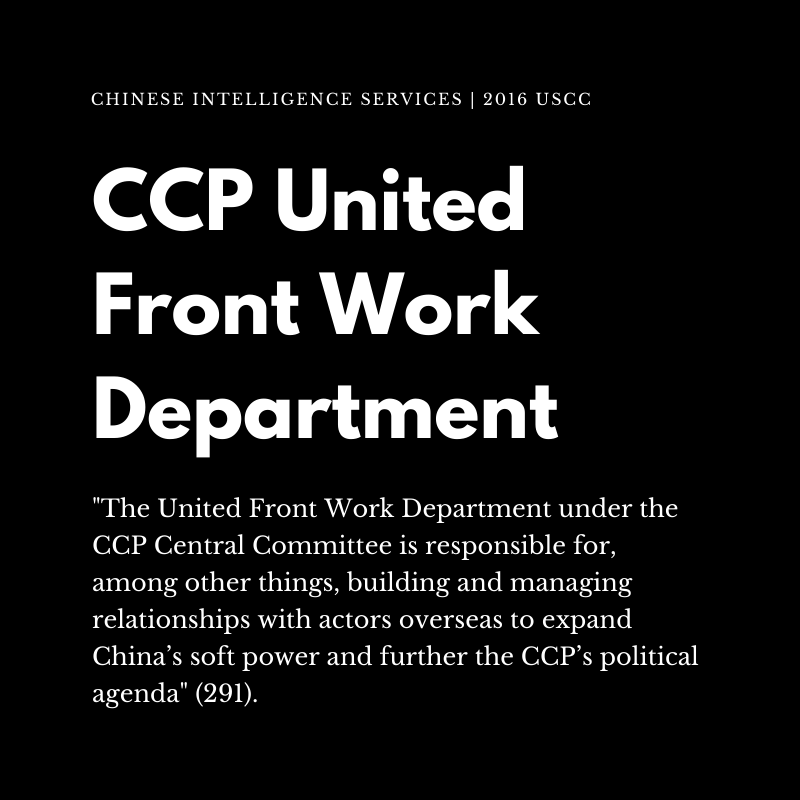 CHINESE INTELLIGENCE SERVICES | 2016 USCC
CCP United
Front Work
Department
"The United Front Work Department under the
CCP Central Committee is responsible for,
among other things, building and managing
relationships with actors overseas to expand
China’s soft power and further the CCP’s political
agenda" (291).